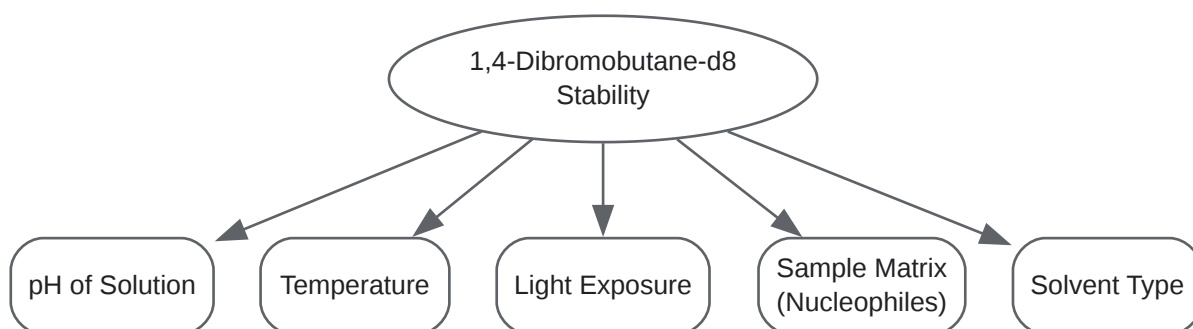 1,4-Dibromobutane-d8
Stability
pH of Solution
Temperature
Light Exposure
Sample Matrix
(Nucleophiles)
Solvent Type